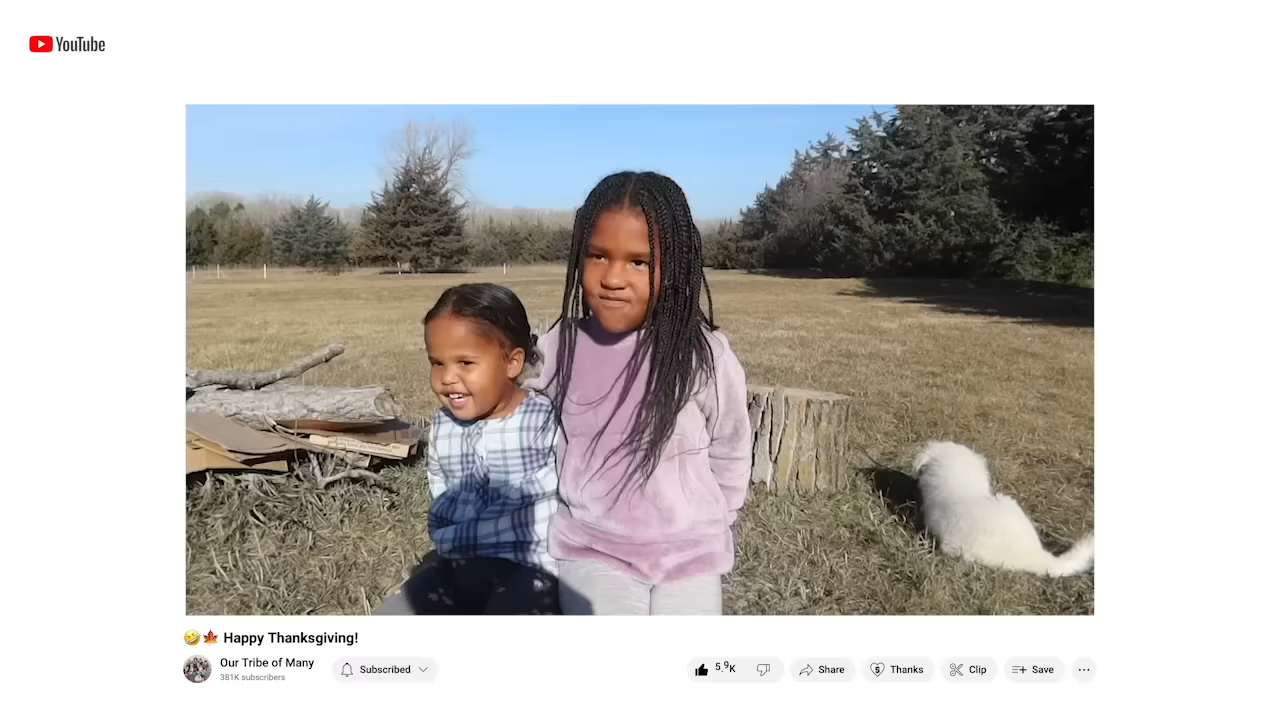 YouTube
🤣🍁 Happy Thanksgiving!
Our Tribe of Many
381K subscribers
Subscribed
5.9K
Share
Thanks
Clip
Save